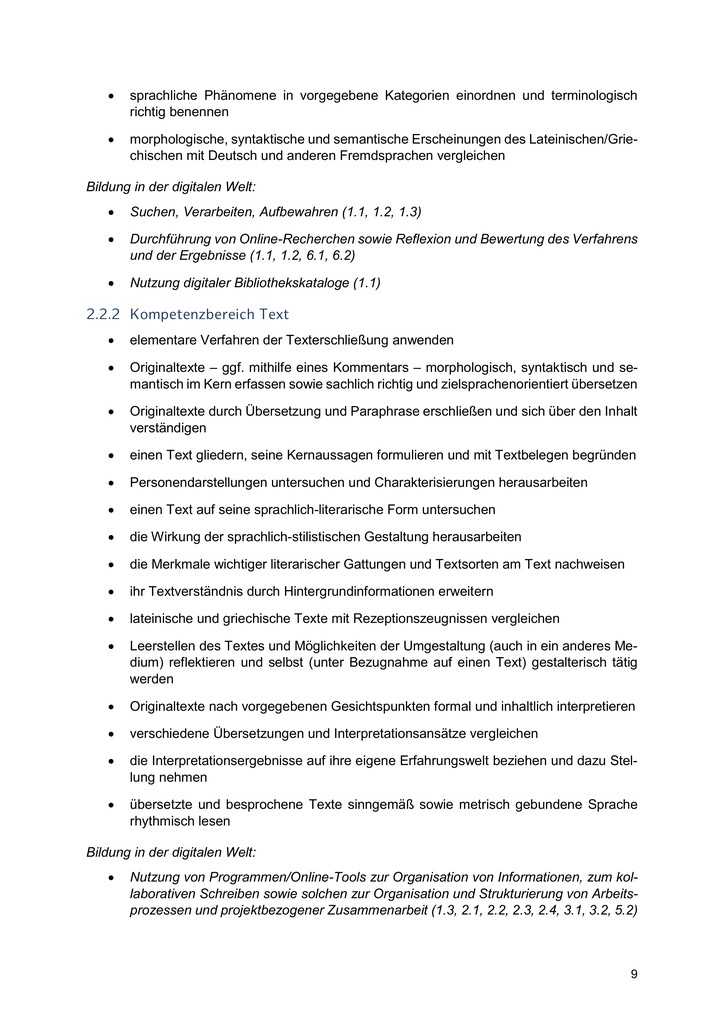 • sprachliche Phänomene in vorgegebene Kategorien einordnen und terminologisch
richtig benennen
• morphologische, syntaktische und semantische Erscheinungen des Lateinischen/Grie-
chischen mit Deutsch und anderen Fremdsprachen vergleichen
Bildung in der digitalen Welt:
• Suchen, Verarbeiten, Aufbewahren (1.1, 1.2, 1.3)
• Durchführung von Online-Recherchen sowie Reflexion und Bewertung des Verfahrens
und der Ergebnisse (1.1, 1.2, 6.1, 6.2)
• Nutzung digitaler Bibliothekskataloge (1.1)
2.2.2 Kompetenzbereich Text
• elementare Verfahren der Texterschließung anwenden
• Originaltexte – ggf. mithilfe eines Kommentars – morphologisch, syntaktisch und se-
mantisch im Kern erfassen sowie sachlich richtig und zielsprachenorientiert übersetzen
• Originaltexte durch Übersetzung und Paraphrase erschließen und sich über den Inhalt
verständigen
• einen Text gliedern, seine Kernaussagen formulieren und mit Textbelegen begründen
• Personendarstellungen untersuchen und Charakterisierungen herausarbeiten
• einen Text auf seine sprachlich-literarische Form untersuchen
• die Wirkung der sprachlich-stilistischen Gestaltung herausarbeiten
• die Merkmale wichtiger literarischer Gattungen und Textsorten am Text nachweisen
• ihr Textverständnis durch Hintergrundinformationen erweitern
• lateinische und griechische Texte mit Rezeptionszeugnissen vergleichen
• Leerstellen des Textes und Möglichkeiten der Umgestaltung (auch in ein anderes Me-
dium) reflektieren und selbst (unter Bezugnahme auf einen Text) gestalterisch tätig
werden
• Originaltexte nach vorgegebenen Gesichtspunkten formal und inhaltlich interpretieren
• verschiedene Übersetzungen und Interpretationsansätze vergleichen
• die Interpretationsergebnisse auf ihre eigene Erfahrungswelt beziehen und dazu Stel-
lung nehmen
• übersetzte und besprochene Texte sinngemäß sowie metrisch gebundene Sprache
rhythmisch lesen
Bildung in der digitalen Welt:
• Nutzung von Programmen/Online-Tools zur Organisation von Informationen, zum kol-
laborativen Schreiben sowie solchen zur Organisation und Strukturierung von Arbeits-
prozessen und projektbezogener Zusammenarbeit (1.3, 2.1, 2.2, 2.3, 2.4, 3.1, 3.2, 5.2)
9